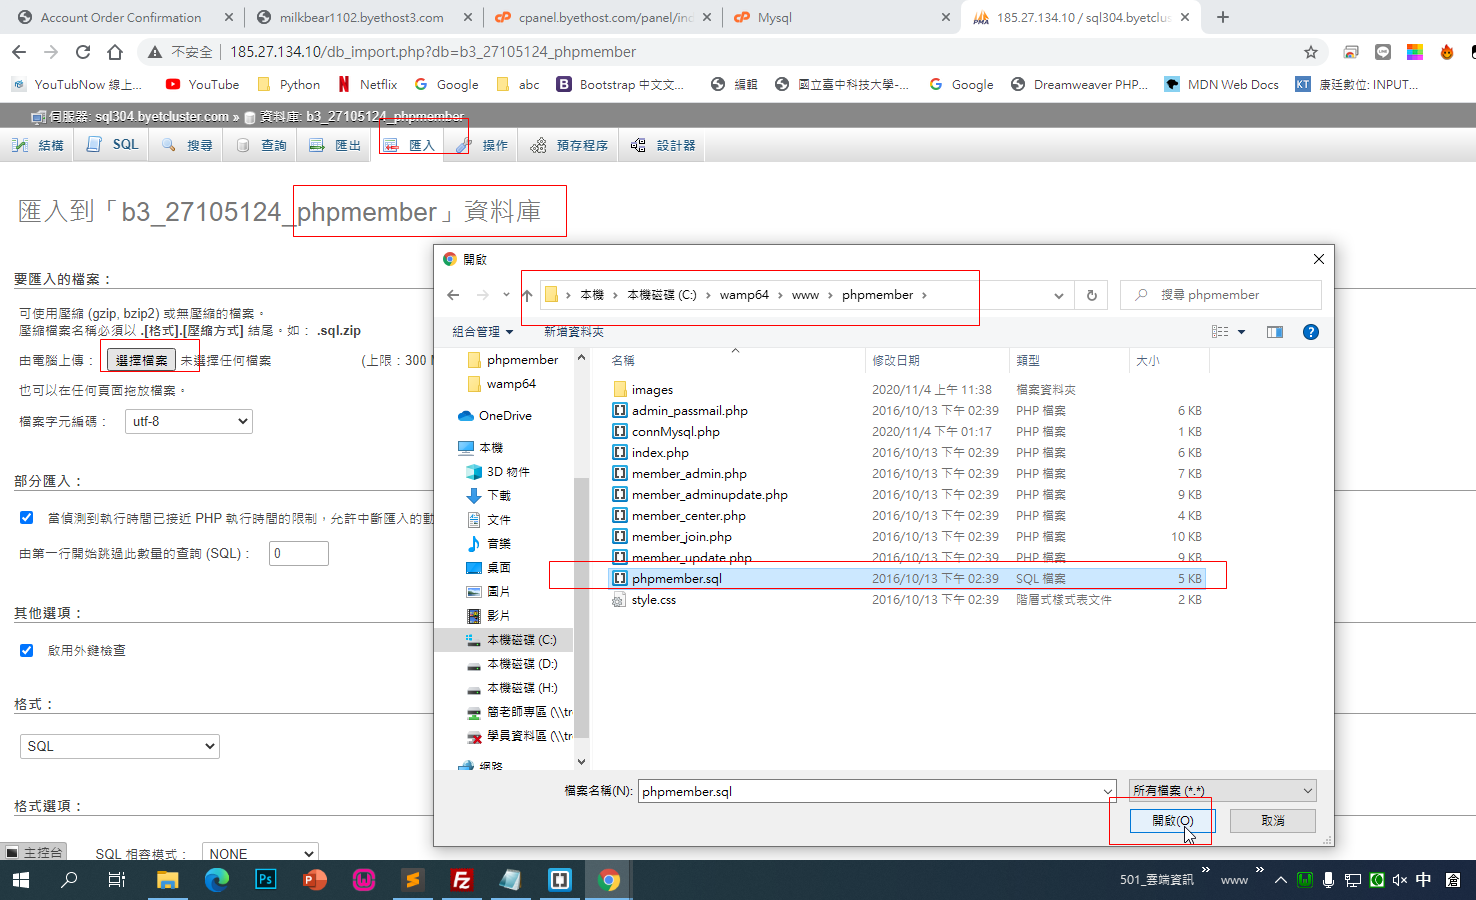 Account Order Confirmation
milkbear1102.byethost3.com
cpanel.byethost.com/panel/ind
Mysql
185.27.134.10 / sql304.byetclus
不安全 185.27.134.10/db_import.php?db=b3_27105124_phpmember
YouTubNow 線上...
YouTube
Python
Netflix
Google
abc
Bootstrap 中文文...
編輯
國立臺中科技大學-...
Google
Dreamweaver PHP...
MDN Web Docs
康廷數位: INPUT...
伺服器: sql304.byetcluster.com » 資料庫: b3_27105124_phpmember
結構
SQL
搜尋
查詢
匯出
匯入
操作
預存程序
設計器
匯入到「b3_27105124_phpmember」資料庫
要匯入的檔案：
可使用壓縮 (gzip, bzip2) 或無壓縮的檔案。
壓縮檔案名稱必須以 .[格式].[壓縮方式] 結尾。如： .sql.zip
由電腦上傳： 選擇檔案 未選擇任何檔案 (上限：300 M
也可以在任何頁面拖放檔案。
檔案字元編碼： utf-8
部分匯入：
當偵測到執行時間已接近 PHP 執行時間的限制，允許中斷匯入的動
由第一行開始跳過此數量的查詢 (SQL)： 0
其他選項：
啟用外鍵檢查
格式：
SQL
格式選項：
主控台
SQL 相容模式： NONE
開啟
本機 › 本機磁碟 (C:) › wamp64 › www › phpmember ›
搜尋 phpmember
組合管理
新增資料夾
phpmember
wamp64
OneDrive
本機
3D 物件
下載
文件
音樂
桌面
圖片
影片
本機磁碟 (C:)
本機磁碟 (D:)
本機磁碟 (H:)
簡老師專區 (\\tr
學員資料區 (\\tr
網路
名稱 修改日期 類型 大小
images 2020/11/4 上午 11:38 檔案資料夾
admin_passmail.php 2016/10/13 下午 02:39 PHP 檔案 6 KB
connMysql.php 2020/11/4 下午 01:17 PHP 檔案 1 KB
index.php 2016/10/13 下午 02:39 PHP 檔案 6 KB
member_admin.php 2016/10/13 下午 02:39 PHP 檔案 7 KB
member_adminupdate.php 2016/10/13 下午 02:39 PHP 檔案 9 KB
member_center.php 2016/10/13 下午 02:39 PHP 檔案 4 KB
member_join.php 2016/10/13 下午 02:39 PHP 檔案 10 KB
member_update.php 2016/10/13 下午 02:39 PHP 檔案 9 KB
phpmember.sql 2016/10/13 下午 02:39 SQL 檔案 5 KB
style.css 2016/10/13 下午 02:39 階層式樣式表文件 2 KB
檔案名稱(N): phpmember.sql
所有檔案 (*.*)
開啟(O)
取消
501_雲端資訊
www
中
倉